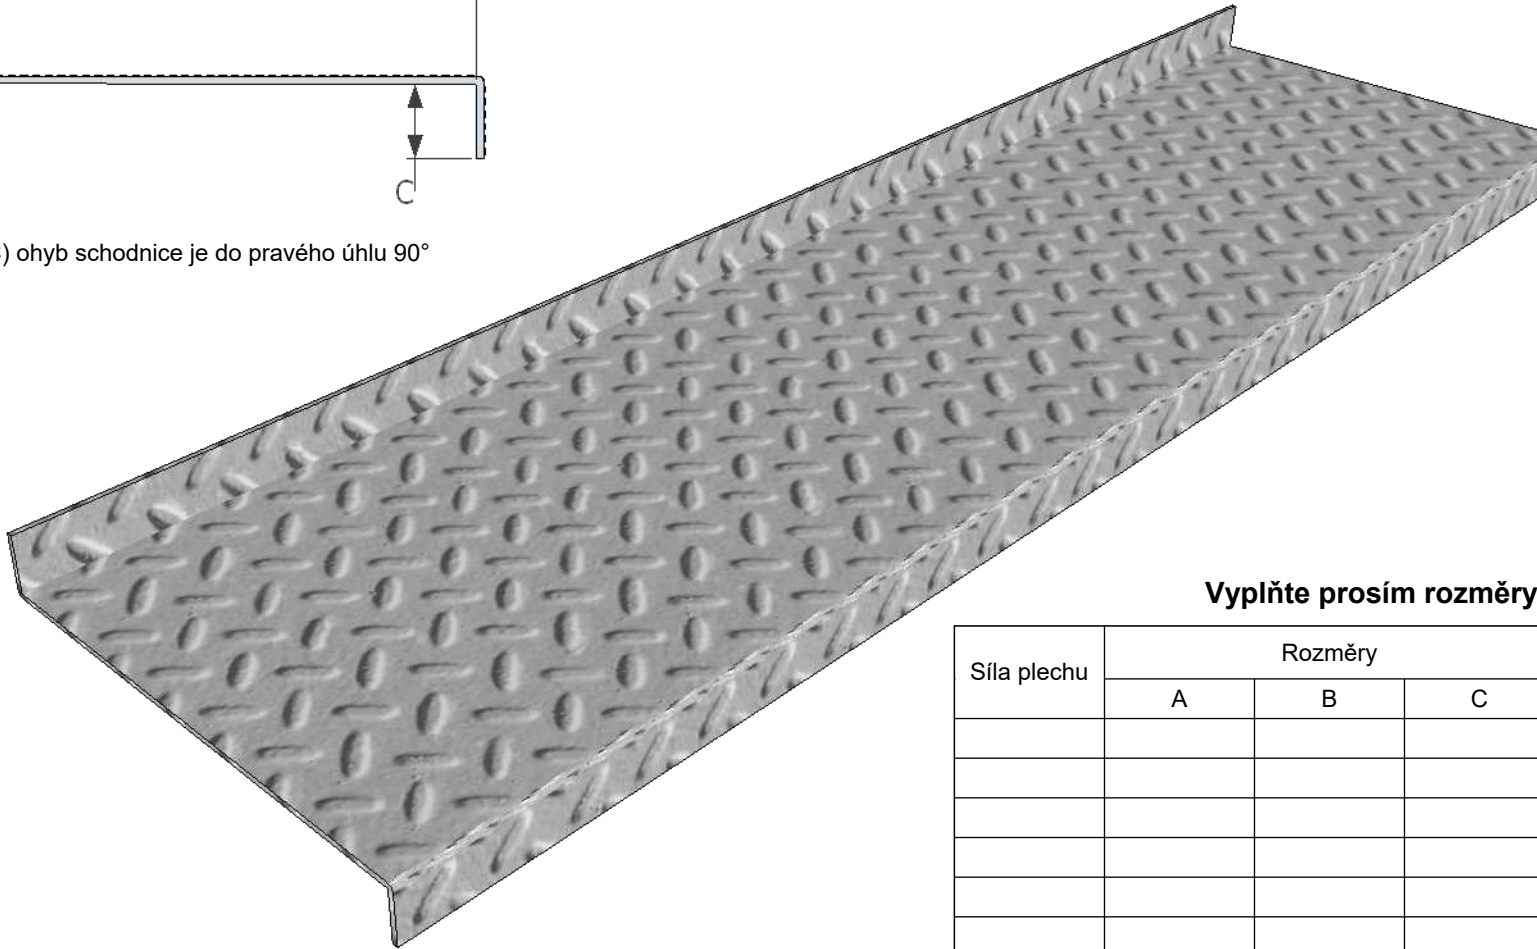 C
) ohyb schodnice je do pravého úhlu 90°
Vyplňte prosím rozměry
Síla plechu
Rozměry
A
B
C